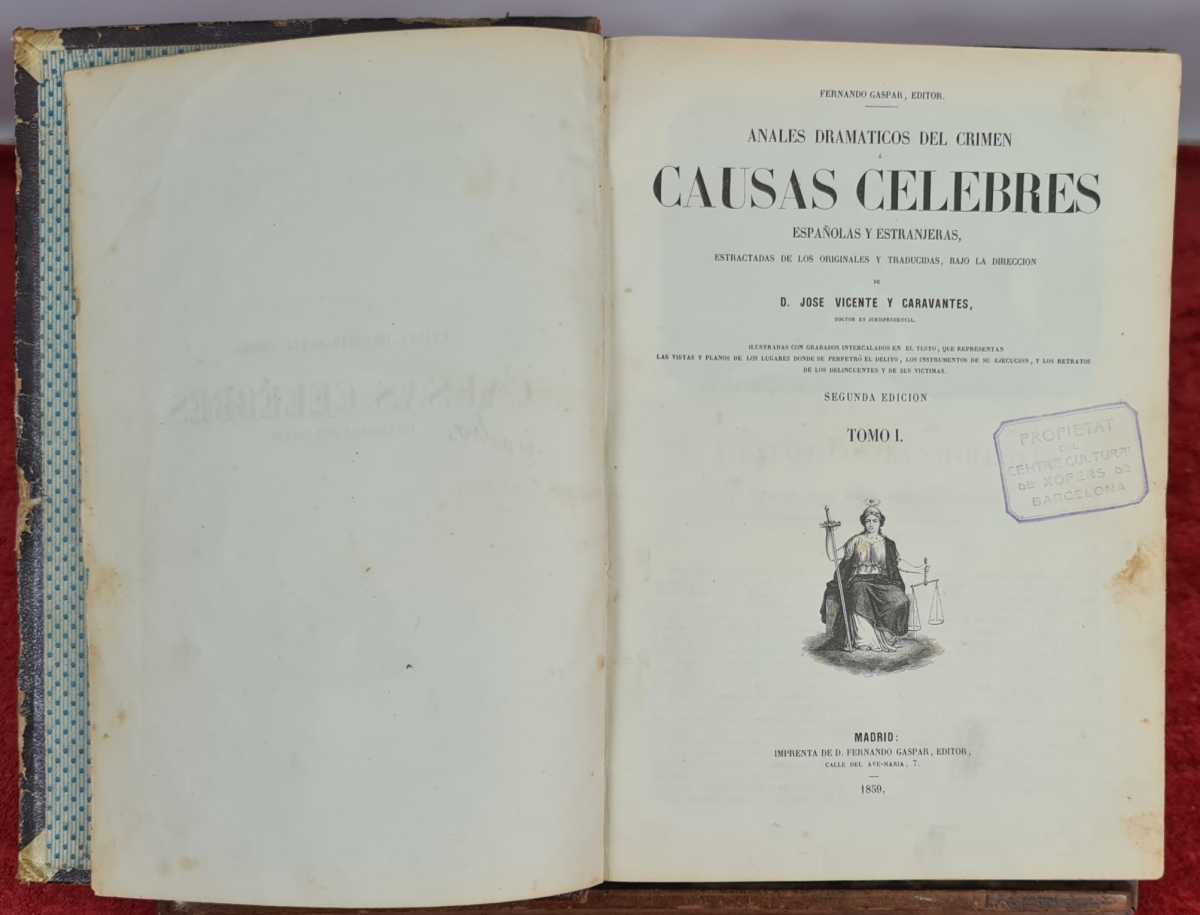 FERNANDO GASPAR, EDITOR.
ANALES DRAMATICOS DEL CRIMEN
ó
CAUSAS CELEBRES
ESPAÑOLAS Y ESTRANJERAS,
ESTRACTADAS DE LOS ORIGINALES Y TRADUCIDAS, BAJO LA DIRECCION
DE
D. JOSE VICENTE Y CARAVANTES,
DOCTOR EN JURISPRUDENCIA.
ILUSTRADAS CON GRABADOS INTERCALADOS EN EL TESTO, QUE REPRESENTAN
LAS VISTAS Y PLANOS DE LOS LUGARES DONDE SE PERPETRÓ EL DELITO, LOS INSTRUMENTOS DE SU EJECUCION, Y LOS RETRATOS
DE LOS DELINCUENTES Y DE SUS VICTIMAS.
SEGUNDA EDICION
TOMO I.
PROPIETAT
DEL
CENTRE CULTURAL
DE XOFERS DE
BARCELONA
MADRID:
IMPRENTA DE D. FERNANDO GASPAR, EDITOR,
CALLE DEL AVE-MARIA, 7.
1859.